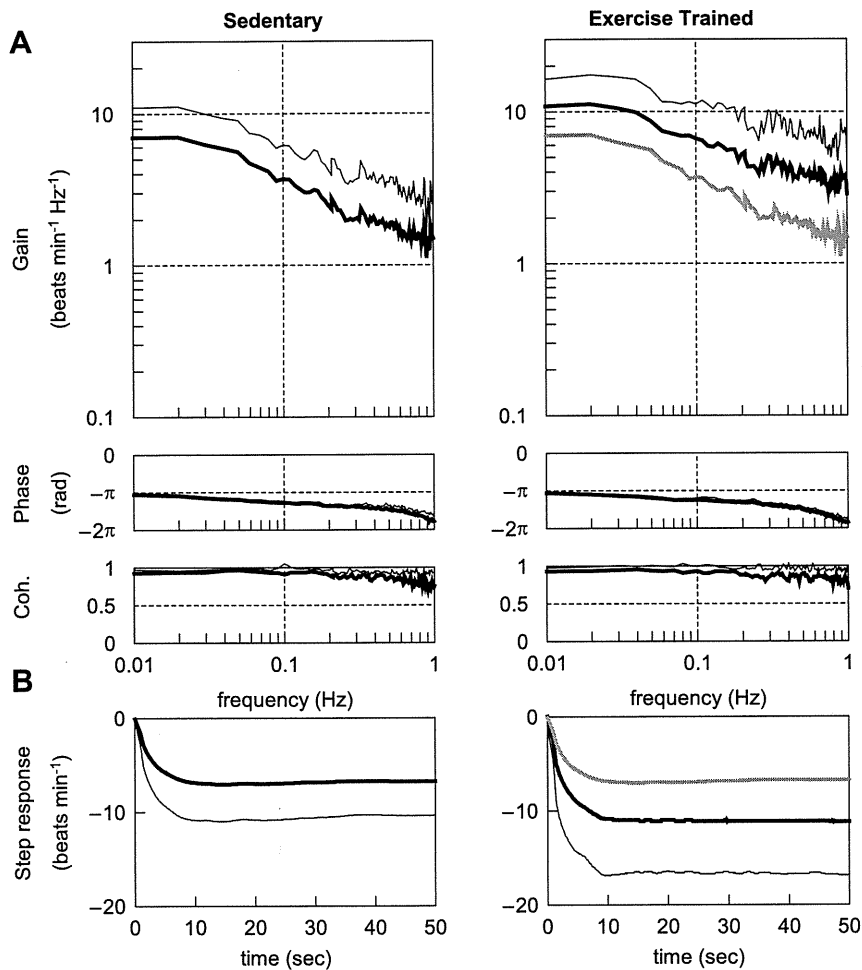 Sedentary
Exercise Trained
A
Gain
(beats min⁻¹ Hz⁻¹)
10
1
0.1
10
1
0.1
Phase
(rad)
0
−π
−2π
0
−π
−2π
Coh.
1
0.5
0
1
0.5
0
0.01
0.1
1
0.01
0.1
1
frequency (Hz)
frequency (Hz)
B
Step response
(beats min⁻¹)
0
−10
−20
0
−10
−20
0
10
20
30
40
50
0
10
20
30
40
50
time (sec)
time (sec)